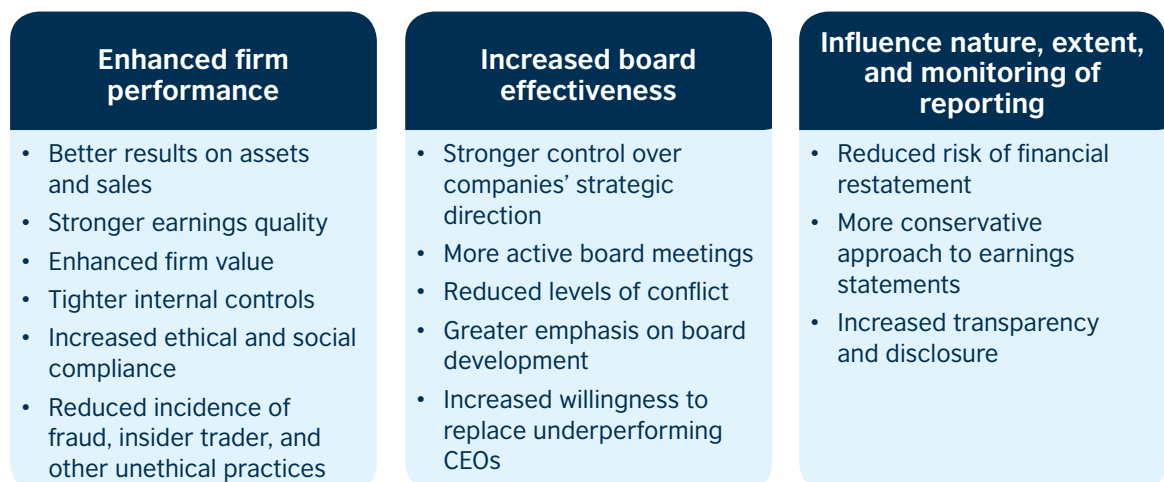 Enhanced firm
performance
• Better results on assets
and sales
• Stronger earnings quality
• Enhanced firm value
• Tighter internal controls
• Increased ethical and social
compliance
• Reduced incidence of
fraud, insider trader, and
other unethical practices
Increased board
effectiveness
• Stronger control over
companies’ strategic
direction
• More active board meetings
• Reduced levels of conflict
• Greater emphasis on board
development
• Increased willingness to
replace underperforming
CEOs
Influence nature, extent,
and monitoring of
reporting
• Reduced risk of financial
restatement
• More conservative
approach to earnings
statements
• Increased transparency
and disclosure